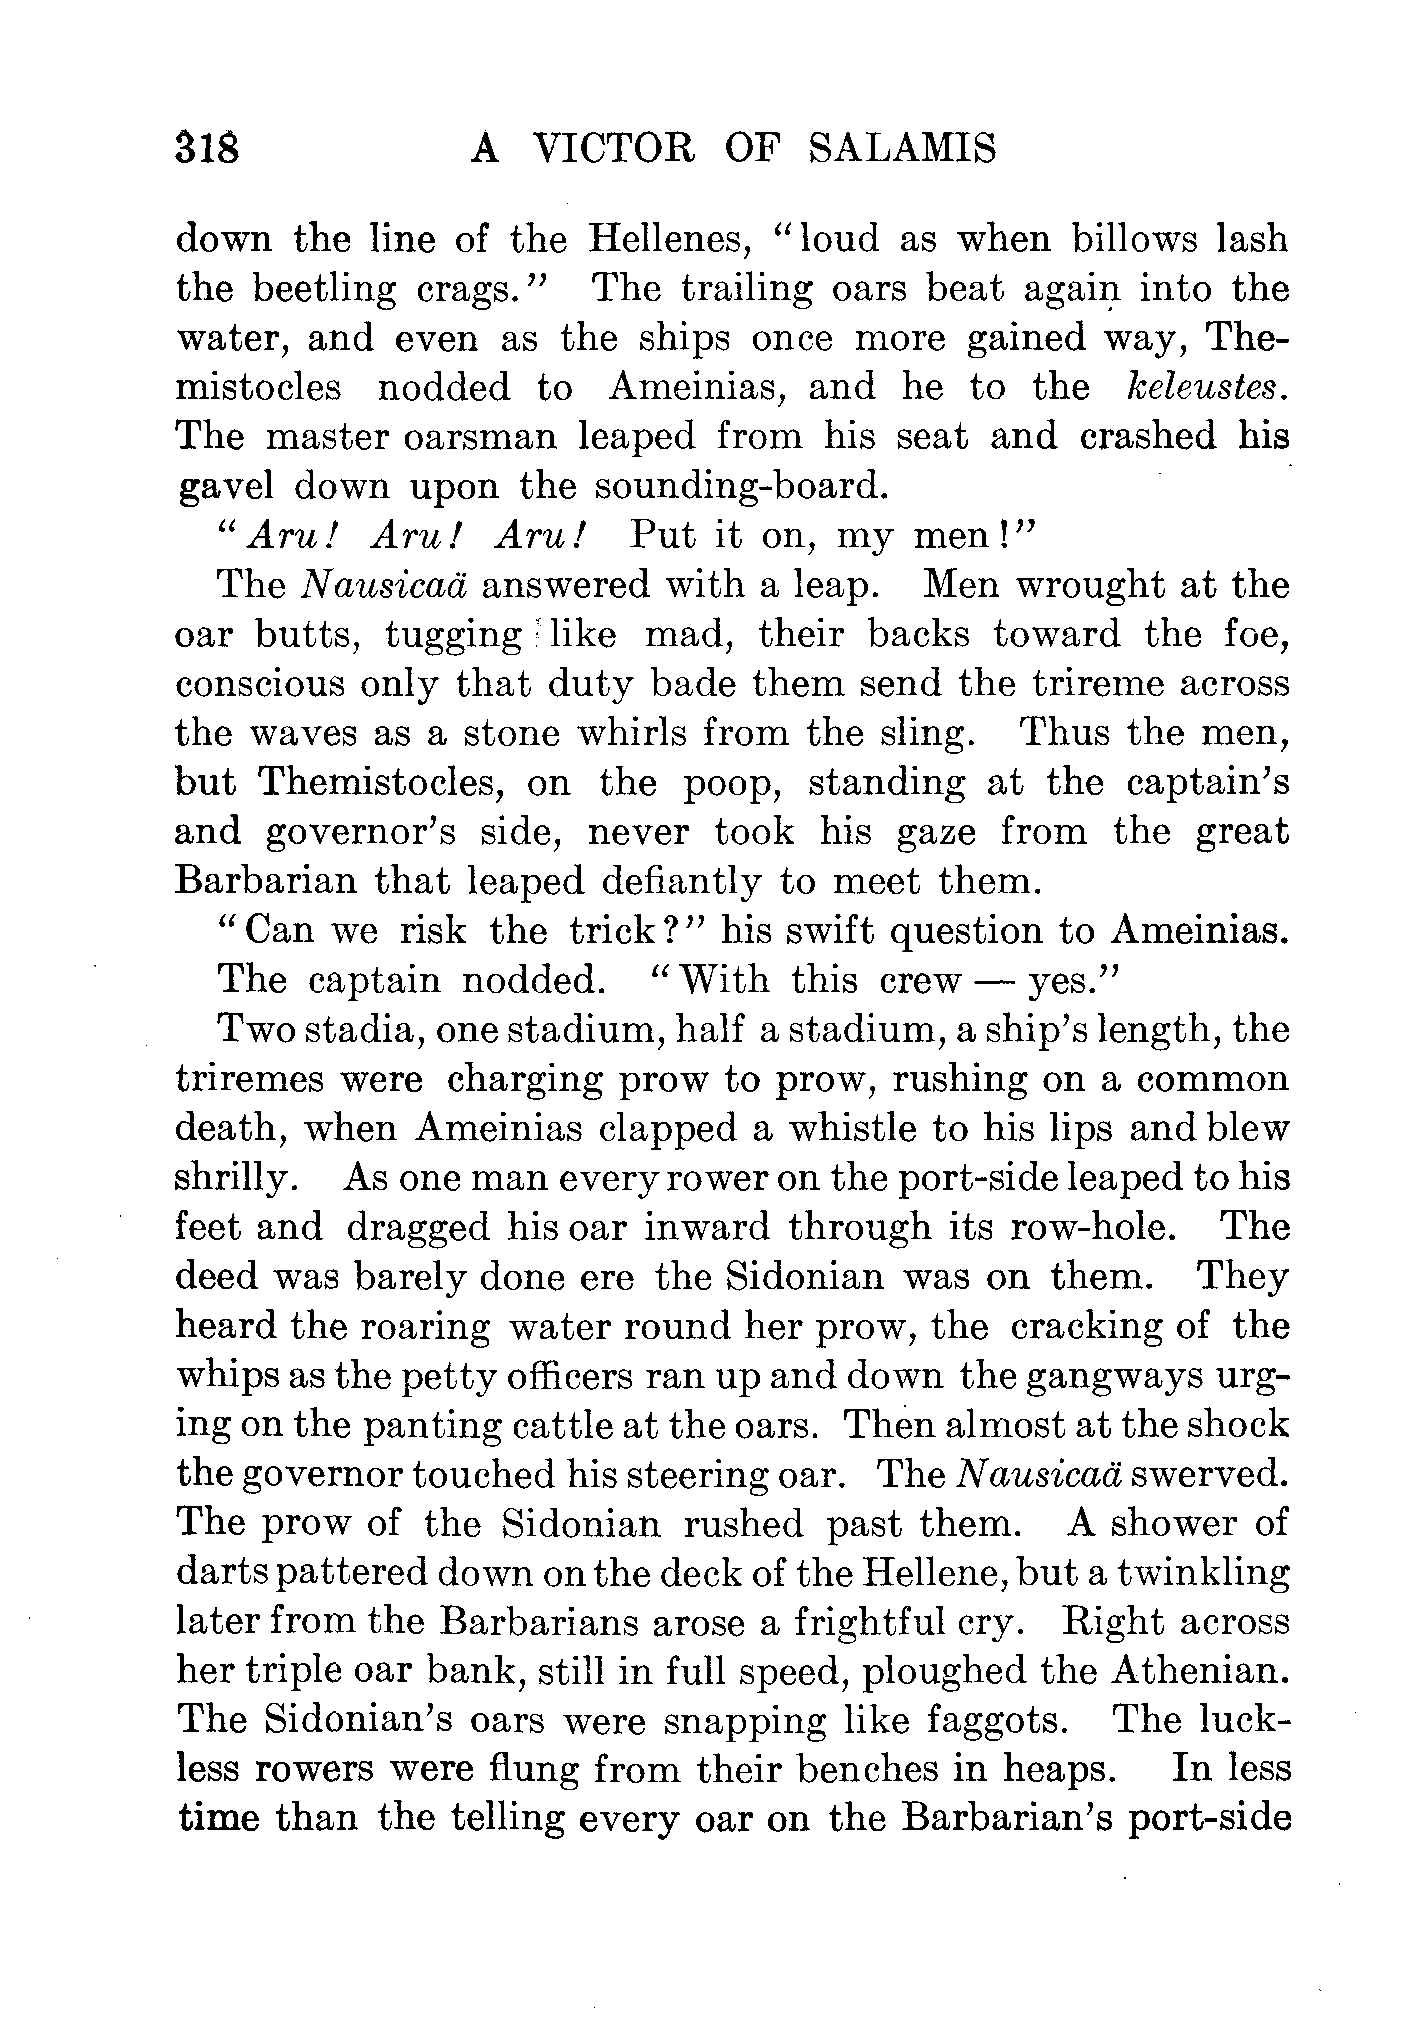 318 A VICTOR OF SALAMIS
down the line of the Hellenes, “loud as when billows lash
the beetling crags.” The trailing oars beat again into the
water, and even as the ships once more gained way, The-
mistocles nodded to Ameinias, and he to the keleustes.
The master oarsman leaped from his seat and crashed his
gavel down upon the sounding-board.
“Aru! Aru! Aru! Put it on, my men!”
The Nausicaä answered with a leap. Men wrought at the
oar butts, tugging like mad, their backs toward the foe,
conscious only that duty bade them send the trireme across
the waves as a stone whirls from the sling. Thus the men,
but Themistocles, on the poop, standing at the captain’s
and governor’s side, never took his gaze from the great
Barbarian that leaped defiantly to meet them.
“Can we risk the trick?” his swift question to Ameinias.
The captain nodded. “With this crew — yes.”
Two stadia, one stadium, half a stadium, a ship’s length, the
triremes were charging prow to prow, rushing on a common
death, when Ameinias clapped a whistle to his lips and blew
shrilly. As one man every rower on the port-side leaped to his
feet and dragged his oar inward through its row-hole. The
deed was barely done ere the Sidonian was on them. They
heard the roaring water round her prow, the cracking of the
whips as the petty officers ran up and down the gangways urg-
ing on the panting cattle at the oars. Then almost at the shock
the governor touched his steering oar. The Nausicaä swerved.
The prow of the Sidonian rushed past them. A shower of
darts pattered down on the deck of the Hellene, but a twinkling
later from the Barbarians arose a frightful cry. Right across
her triple oar bank, still in full speed, ploughed the Athenian.
The Sidonian’s oars were snapping like faggots. The luck-
less rowers were flung from their benches in heaps. In less
time than the telling every oar on the Barbarian’s port-side